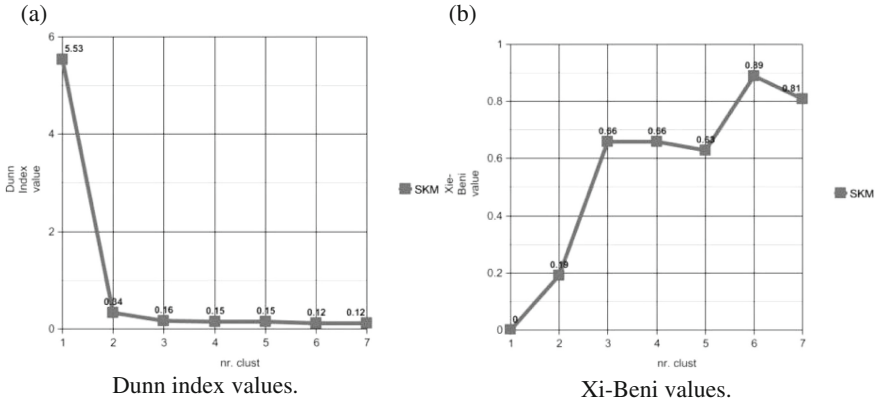 (a)
6
5.53
4
Dunn
Index
value
2
0.34
0.16
0.15
0.15
0.12
0.12
0
1 2 3 4 5 6 7
nr. clust
SKM
Dunn index values.
(b)
1
0.89
0.81
0.8
0.66
0.66
0.63
0.6
Xie-
Beni
value
0.4
0.19
0.2
0
0
1 2 3 4 5 6 7
nr. clust
SKM
Xi-Beni values.